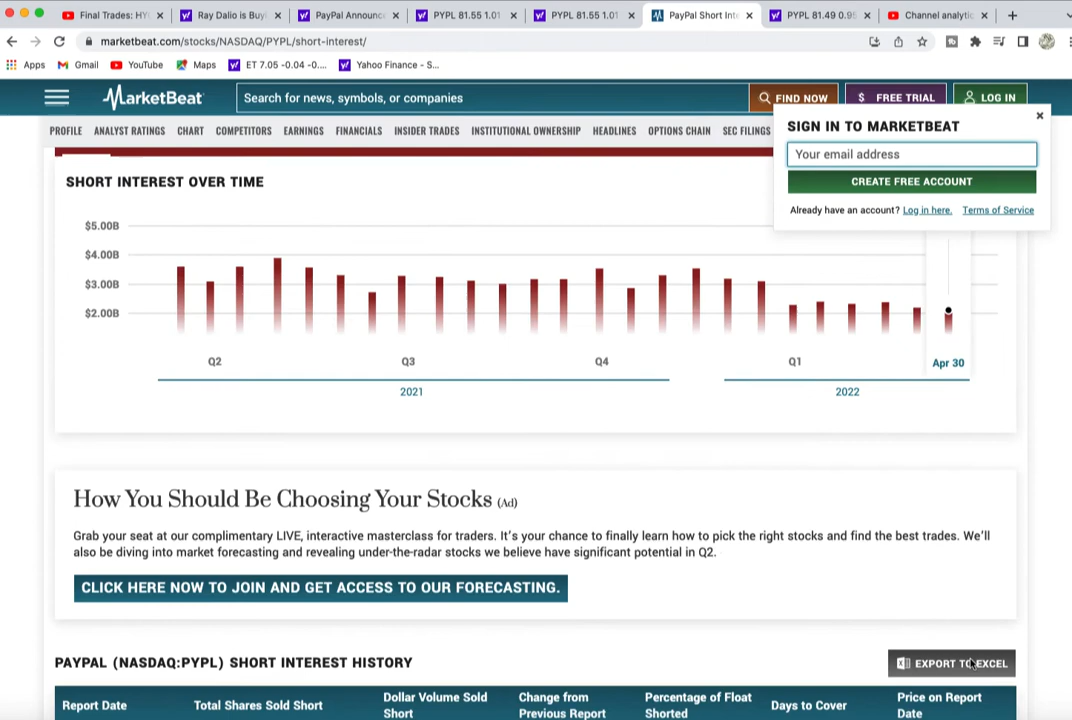 Final Trades: HY
Ray Dalio is Buyi
PayPal Announc
PYPL 81.55 1.01
PYPL 81.55 1.01
PayPal Short Inte
PYPL 81.49 0.95
Channel analytic
marketbeat.com/stocks/NASDAQ/PYPL/short-interest/
Apps
Gmail
YouTube
Maps
ET 7.05 -0.04 -0....
Yahoo Finance - S...
MarketBeat
Search for news, symbols, or companies
FIND NOW
$ FREE TRIAL
LOG IN
PROFILE
ANALYST RATINGS
CHART
COMPETITORS
EARNINGS
FINANCIALS
INSIDER TRADES
INSTITUTIONAL OWNERSHIP
HEADLINES
OPTIONS CHAIN
SEC FILINGS
SIGN IN TO MARKETBEAT
Your email address
CREATE FREE ACCOUNT
Already have an account? Log in here. Terms of Service
SHORT INTEREST OVER TIME
$5.00B
$4.00B
$3.00B
$2.00B
Q2
Q3
Q4
Q1
Apr 30
2021
2022
How You Should Be Choosing Your Stocks (Ad)
Grab your seat at our complimentary LIVE, interactive masterclass for traders. It's your chance to finally learn how to pick the right stocks and find the best trades. We'll
also be diving into market forecasting and revealing under-the-radar stocks we believe have significant potential in Q2.
CLICK HERE NOW TO JOIN AND GET ACCESS TO OUR FORECASTING.
PAYPAL (NASDAQ:PYPL) SHORT INTEREST HISTORY
EXPORT TO EXCEL
Report Date
Total Shares Sold Short
Dollar Volume Sold
Short
Change from
Previous Report
Percentage of Float
Shorted
Days to Cover
Price on Report
Date